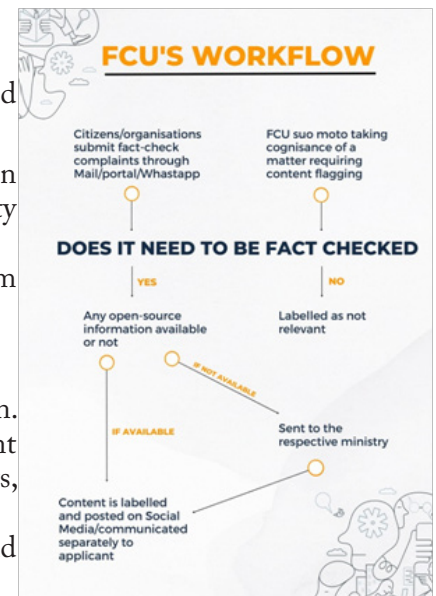 FCU'S WORKFLOW
Citizens/organisations
submit fact-check
complaints through
Mail/portal/Whastapp
FCU suo moto taking
cognisance of a
matter requiring
content flagging
DOES IT NEED TO BE FACT CHECKED
YES
NO
Any open-source
information available
or not
Labelled as not
relevant
IF NOT AVAILABLE
IF AVAILABLE
Sent to the
respective ministry
Content is labelled
and posted on Social
Media/communicated
separately to
applicant